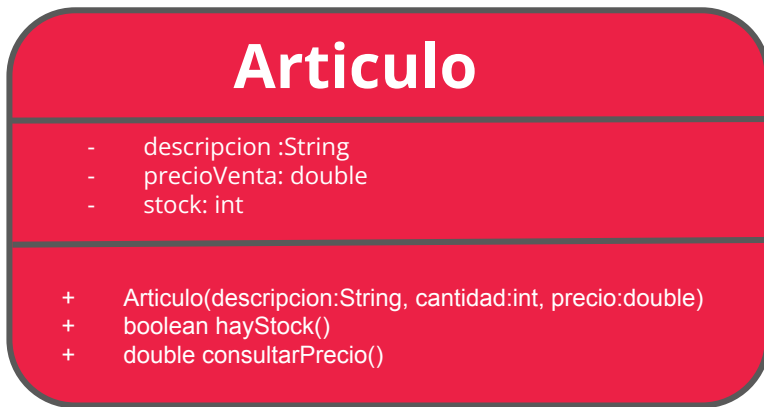 Articulo
- descripcion :String
- precioVenta: double
- stock: int
+ Articulo(descripcion:String, cantidad:int, precio:double)
+ boolean hayStock()
+ double consultarPrecio()